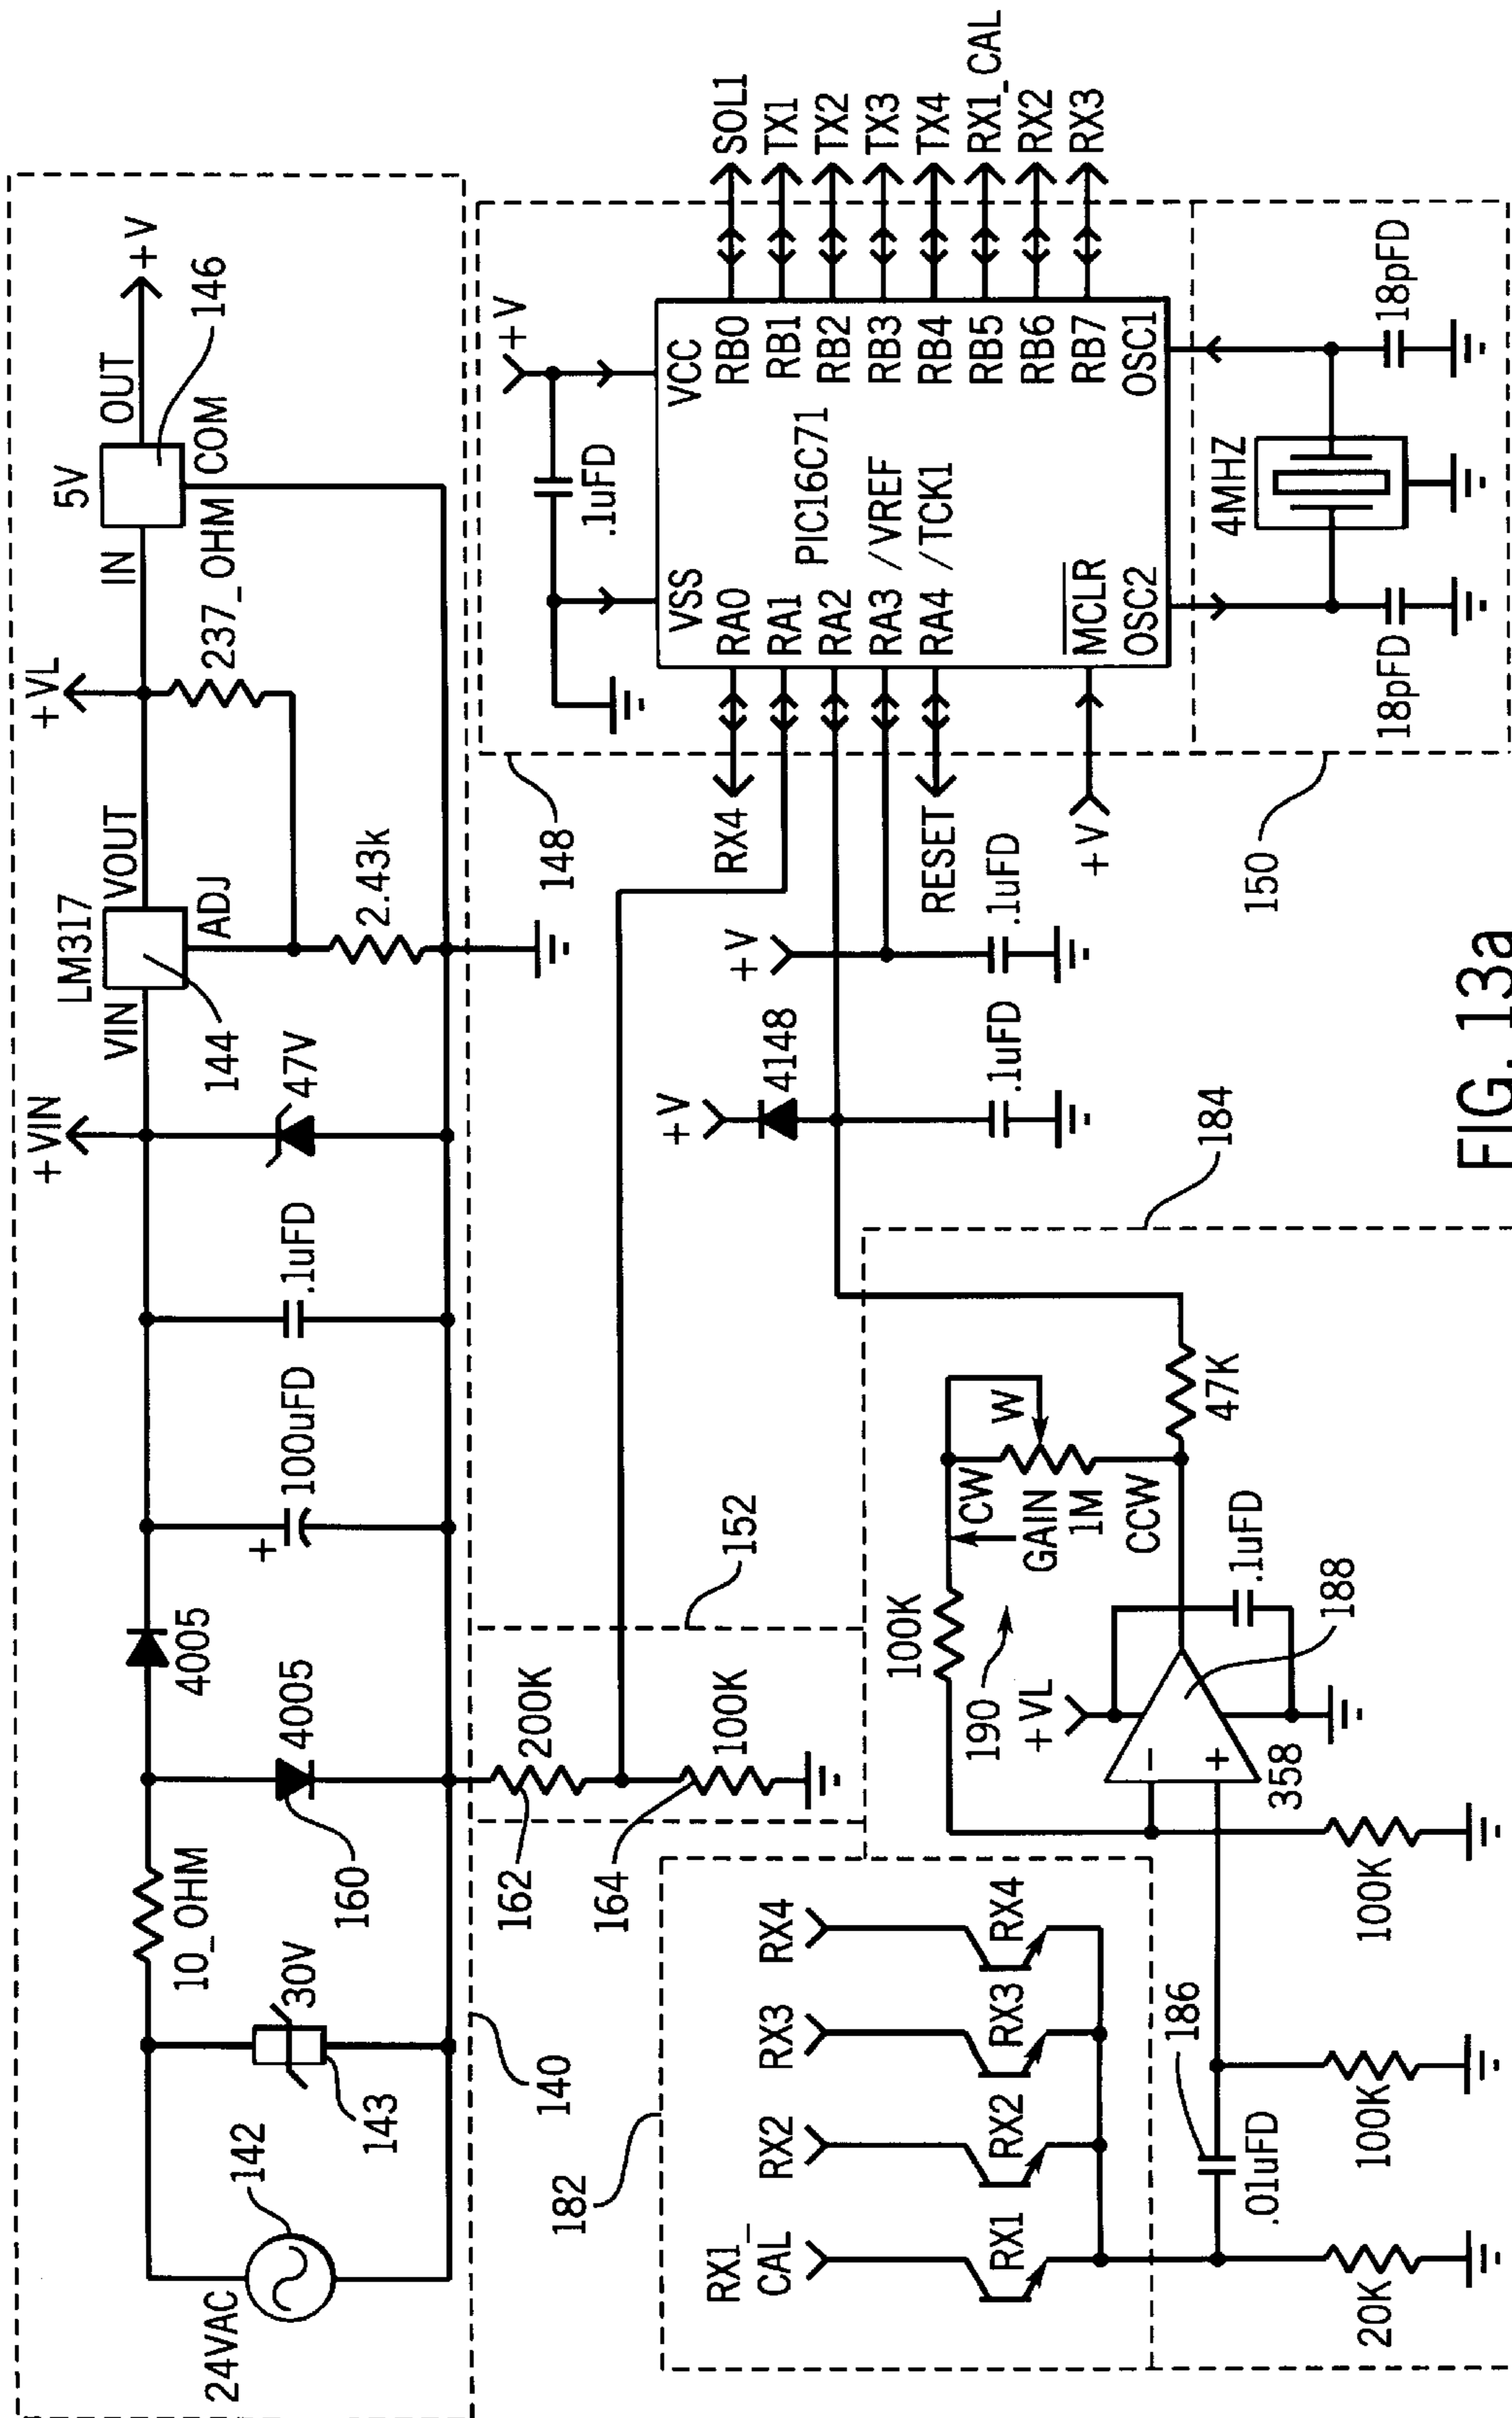 24VAC
142
143
30V
10_OHM
160
4005
4005
+
100uFD
.1uFD
+VIN
47V
VIN
LM317
144
VOUT
ADJ
2.43k
+VL
237_OHM
IN
5V
OUT
COM
146
+V
140
162
200K
164
100K
152
148
+V
.1uFD
VSS
VCC
RA0
RA1
RA2
RA3 /VREF
RA4 /TCK1
MCLR
OSC2
PIC16C71
RB0
RB1
RB2
RB3
RB4
RB5
RB6
RB7
OSC1
SOL1
TX1
TX2
TX3
TX4
RX1_CAL
RX2
RX3
RX4
RESET
+V
+V
4148
.1uFD
+V
.1uFD
150
18pFD
4MHZ
18pFD
182
RX1_
CAL
RX2
RX3
RX4
RX1
RX2
RX3
RX4
186
.01uFD
20K
100K
100K
358
188
−
+
+VL
190
100K
CW
W
GAIN
1M
CCW
.1uFD
47K
184
FIG. 13a